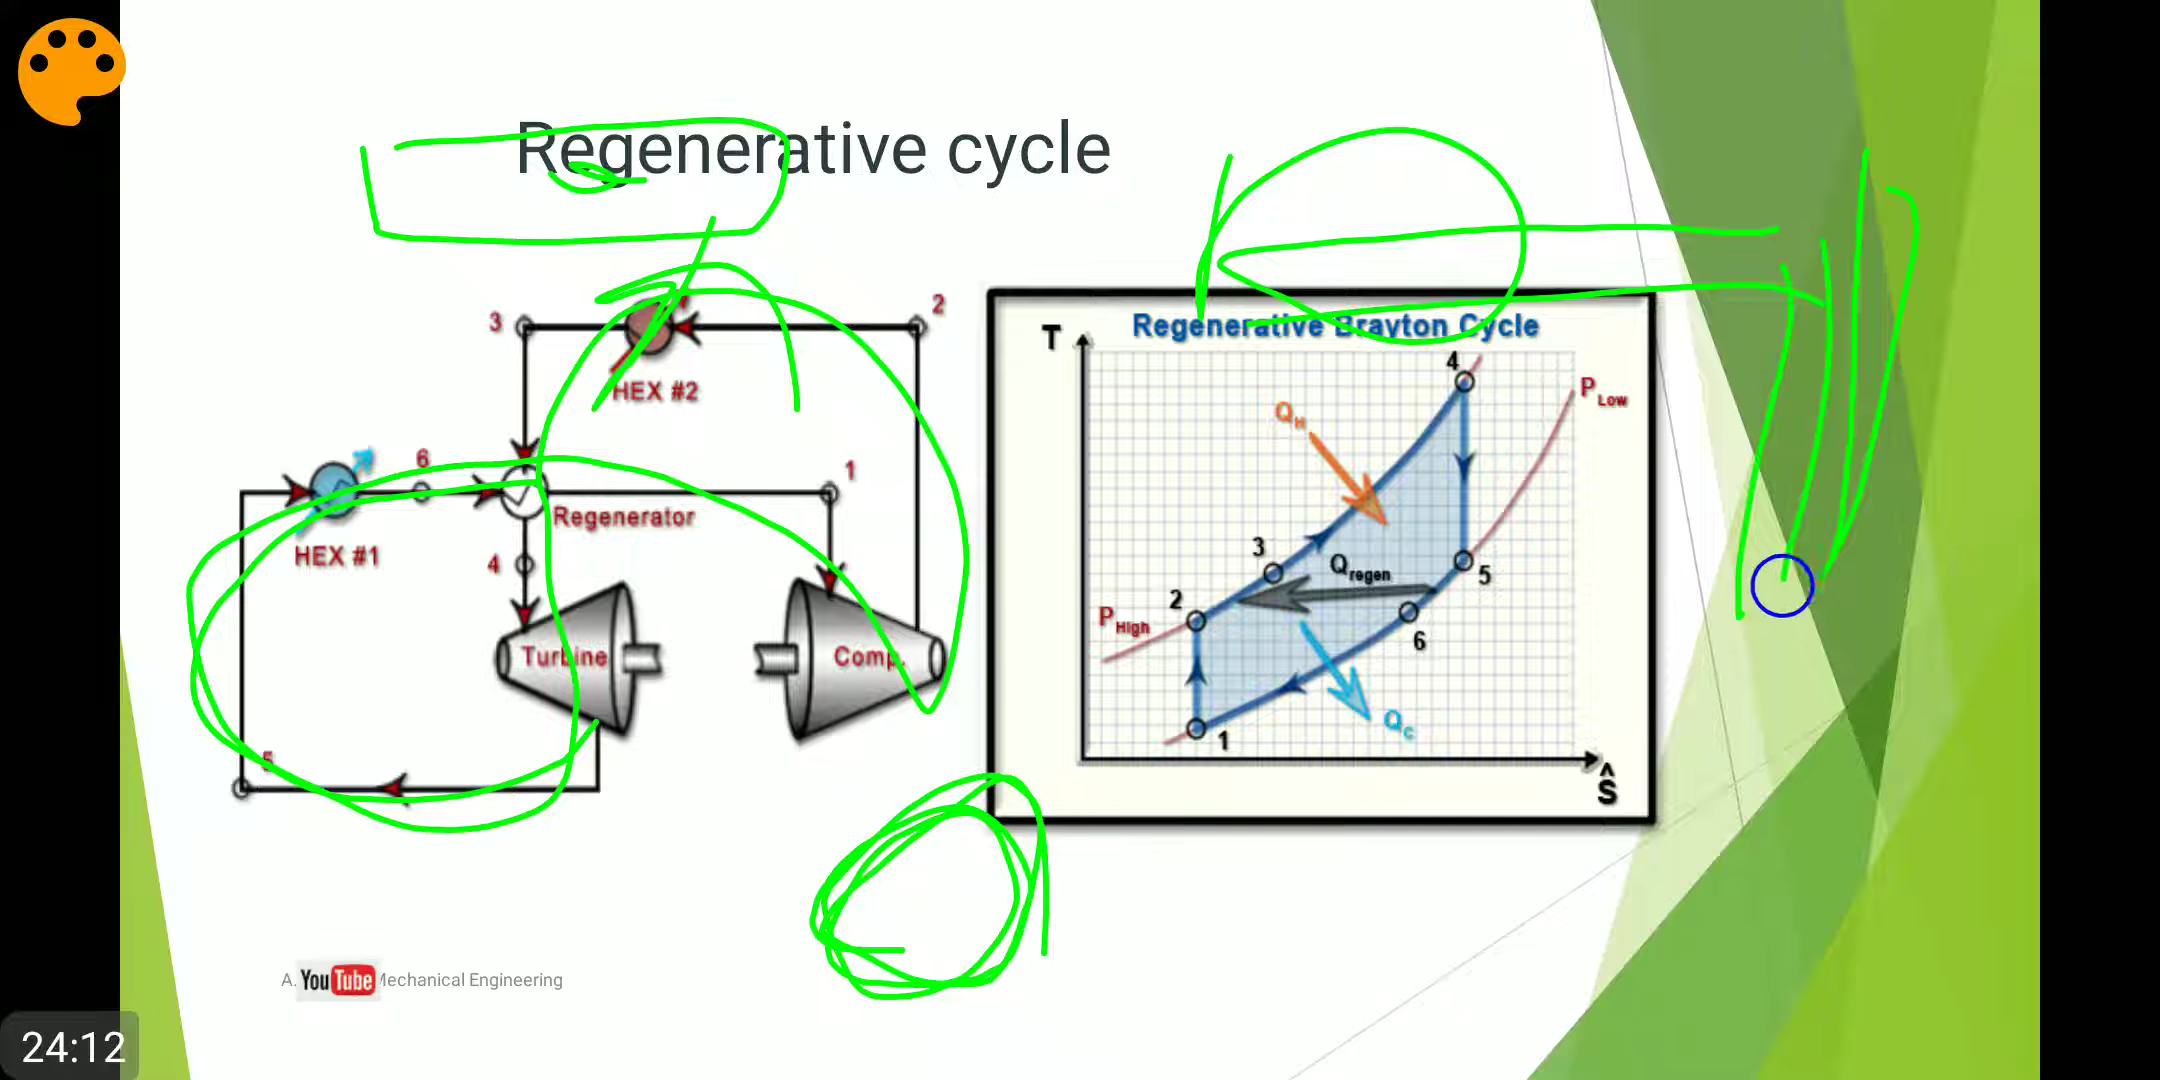 Regenerative cycle
3
2
HEX #2
6
1
Regenerator
HEX #1
4
Turbine
Comp.
5
Regenerative Brayton Cycle
T
4
P Low
Q H
3
Q regen
5
2
P High
6
Q C
1
Ŝ
A. YouTube Mechanical Engineering
24:12